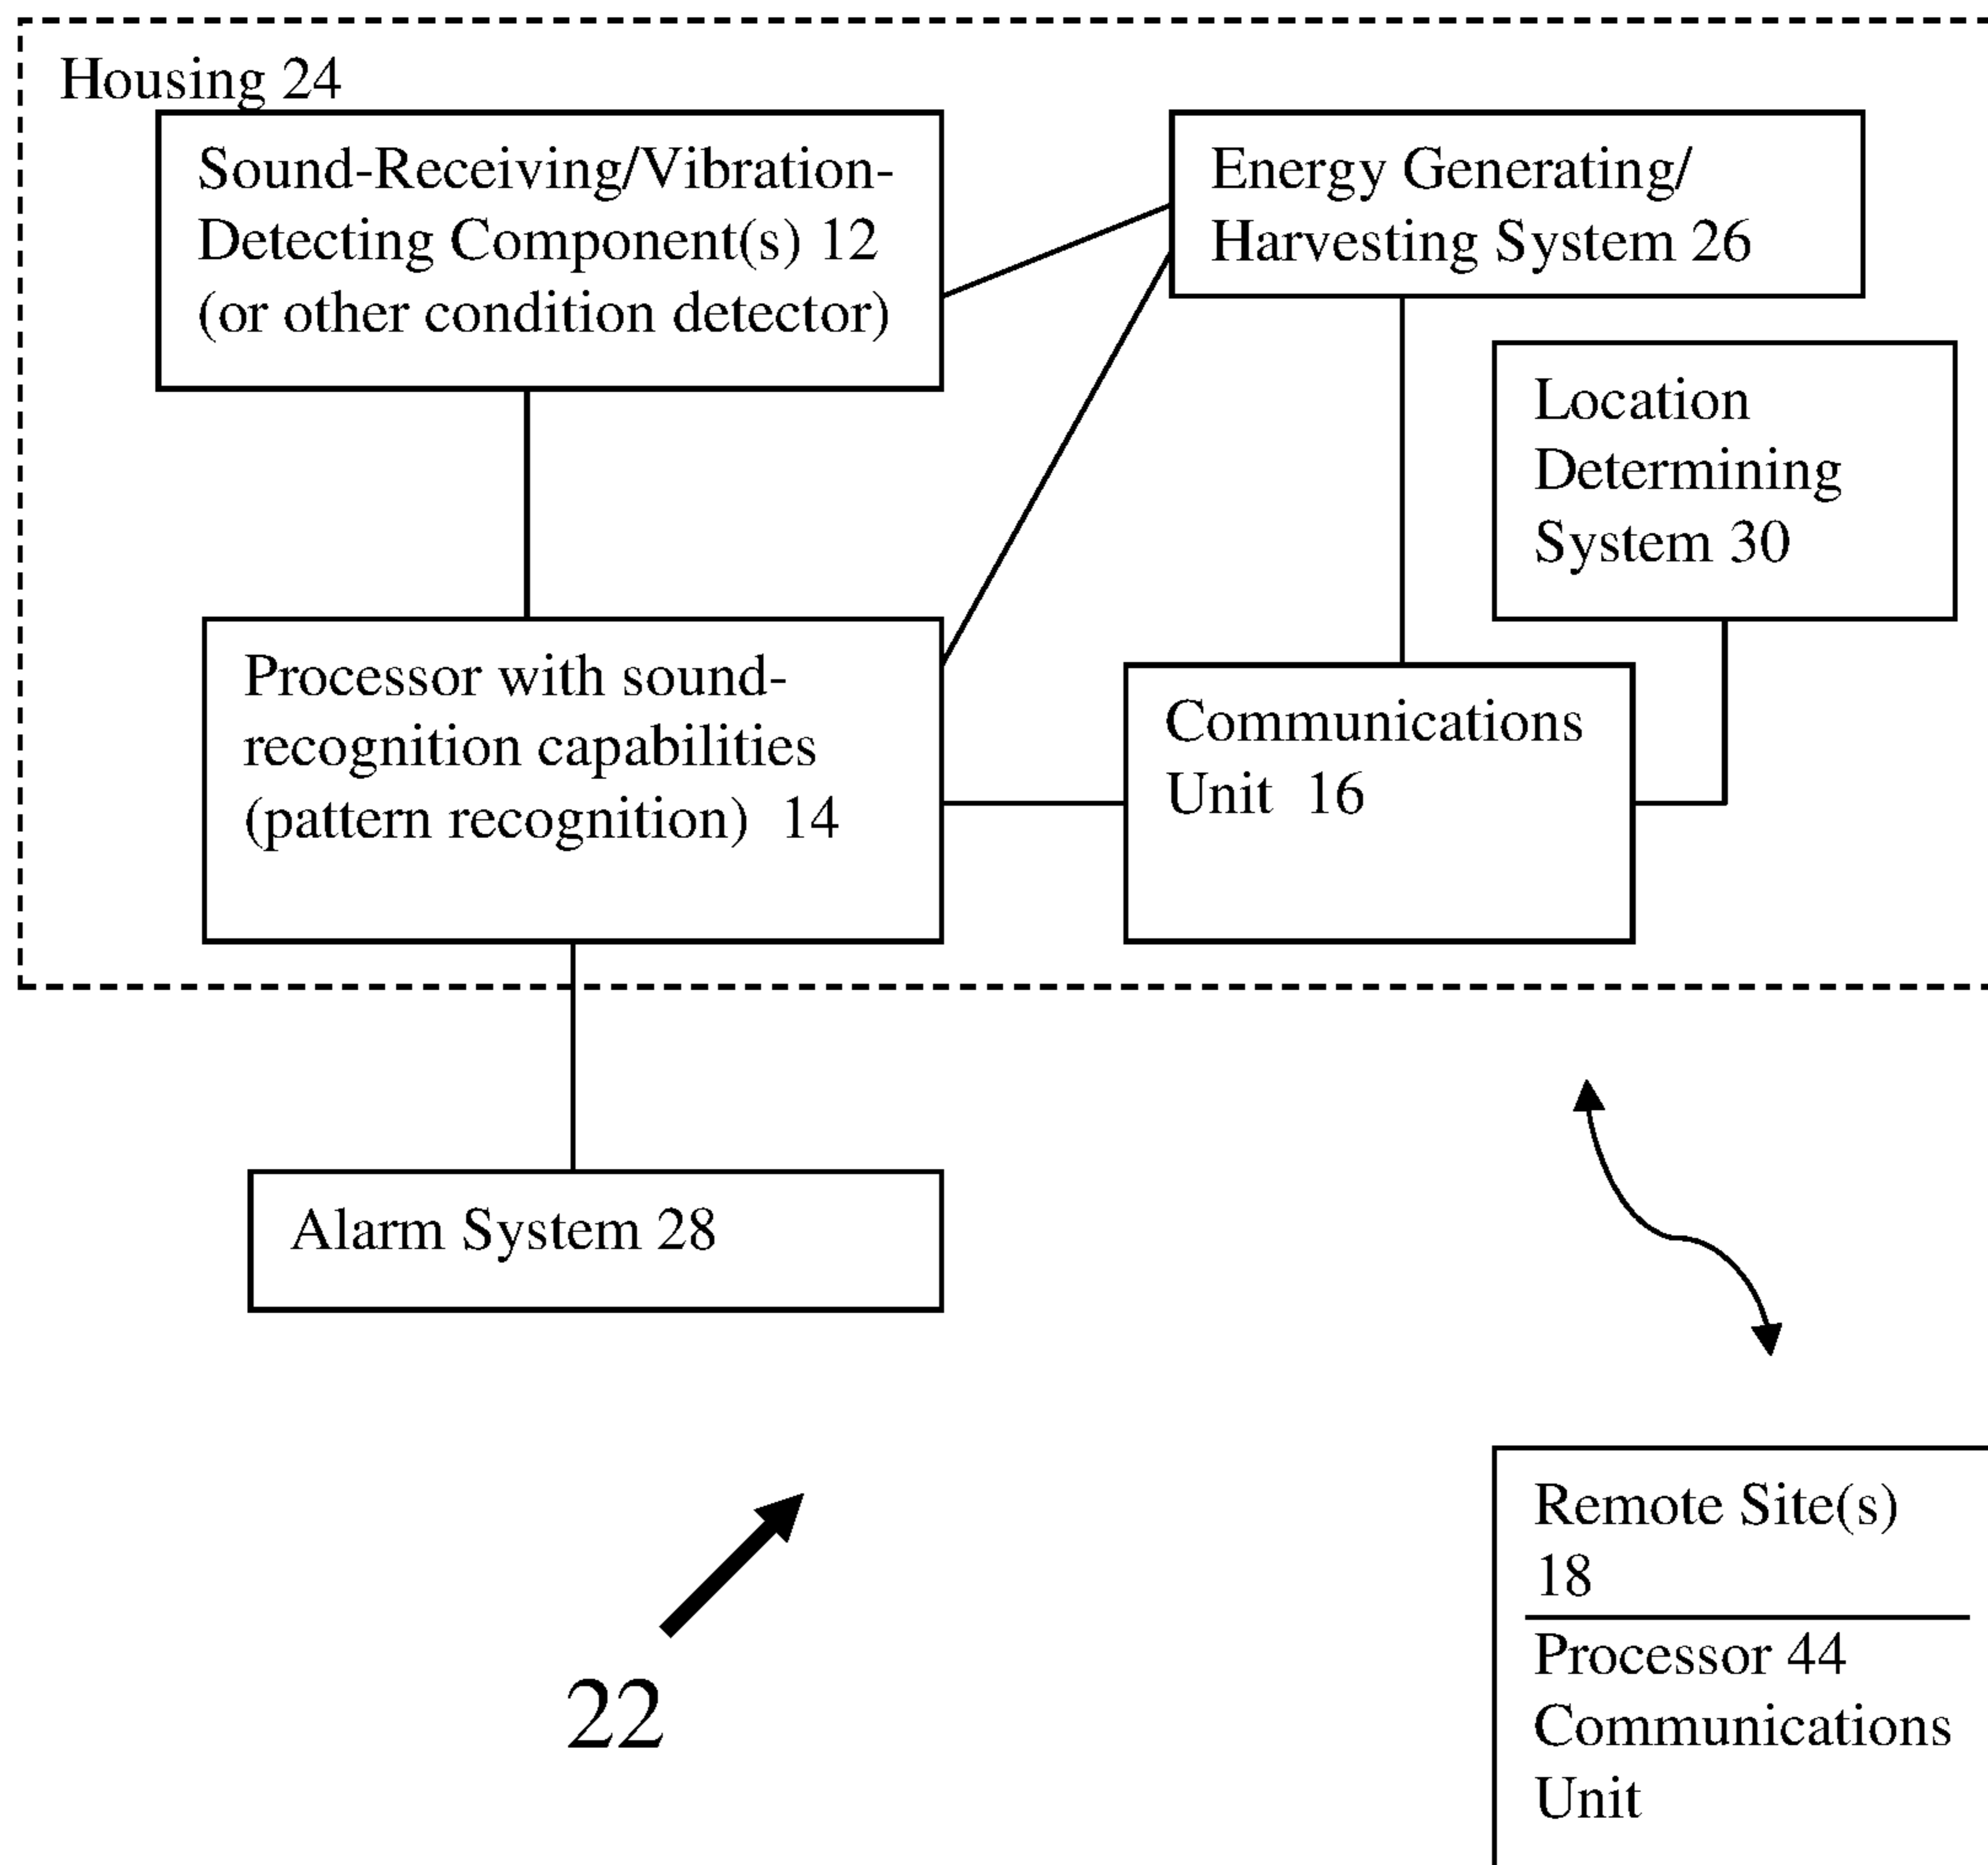 Housing 24
Sound-Receiving/Vibration-
Detecting Component(s) 12
(or other condition detector)
Energy Generating/
Harvesting System 26
Location
Determining
System 30
Processor with sound-
recognition capabilities
(pattern recognition) 14
Communications
Unit 16
Alarm System 28
Remote Site(s)
18
Processor 44
Communications
Unit
22